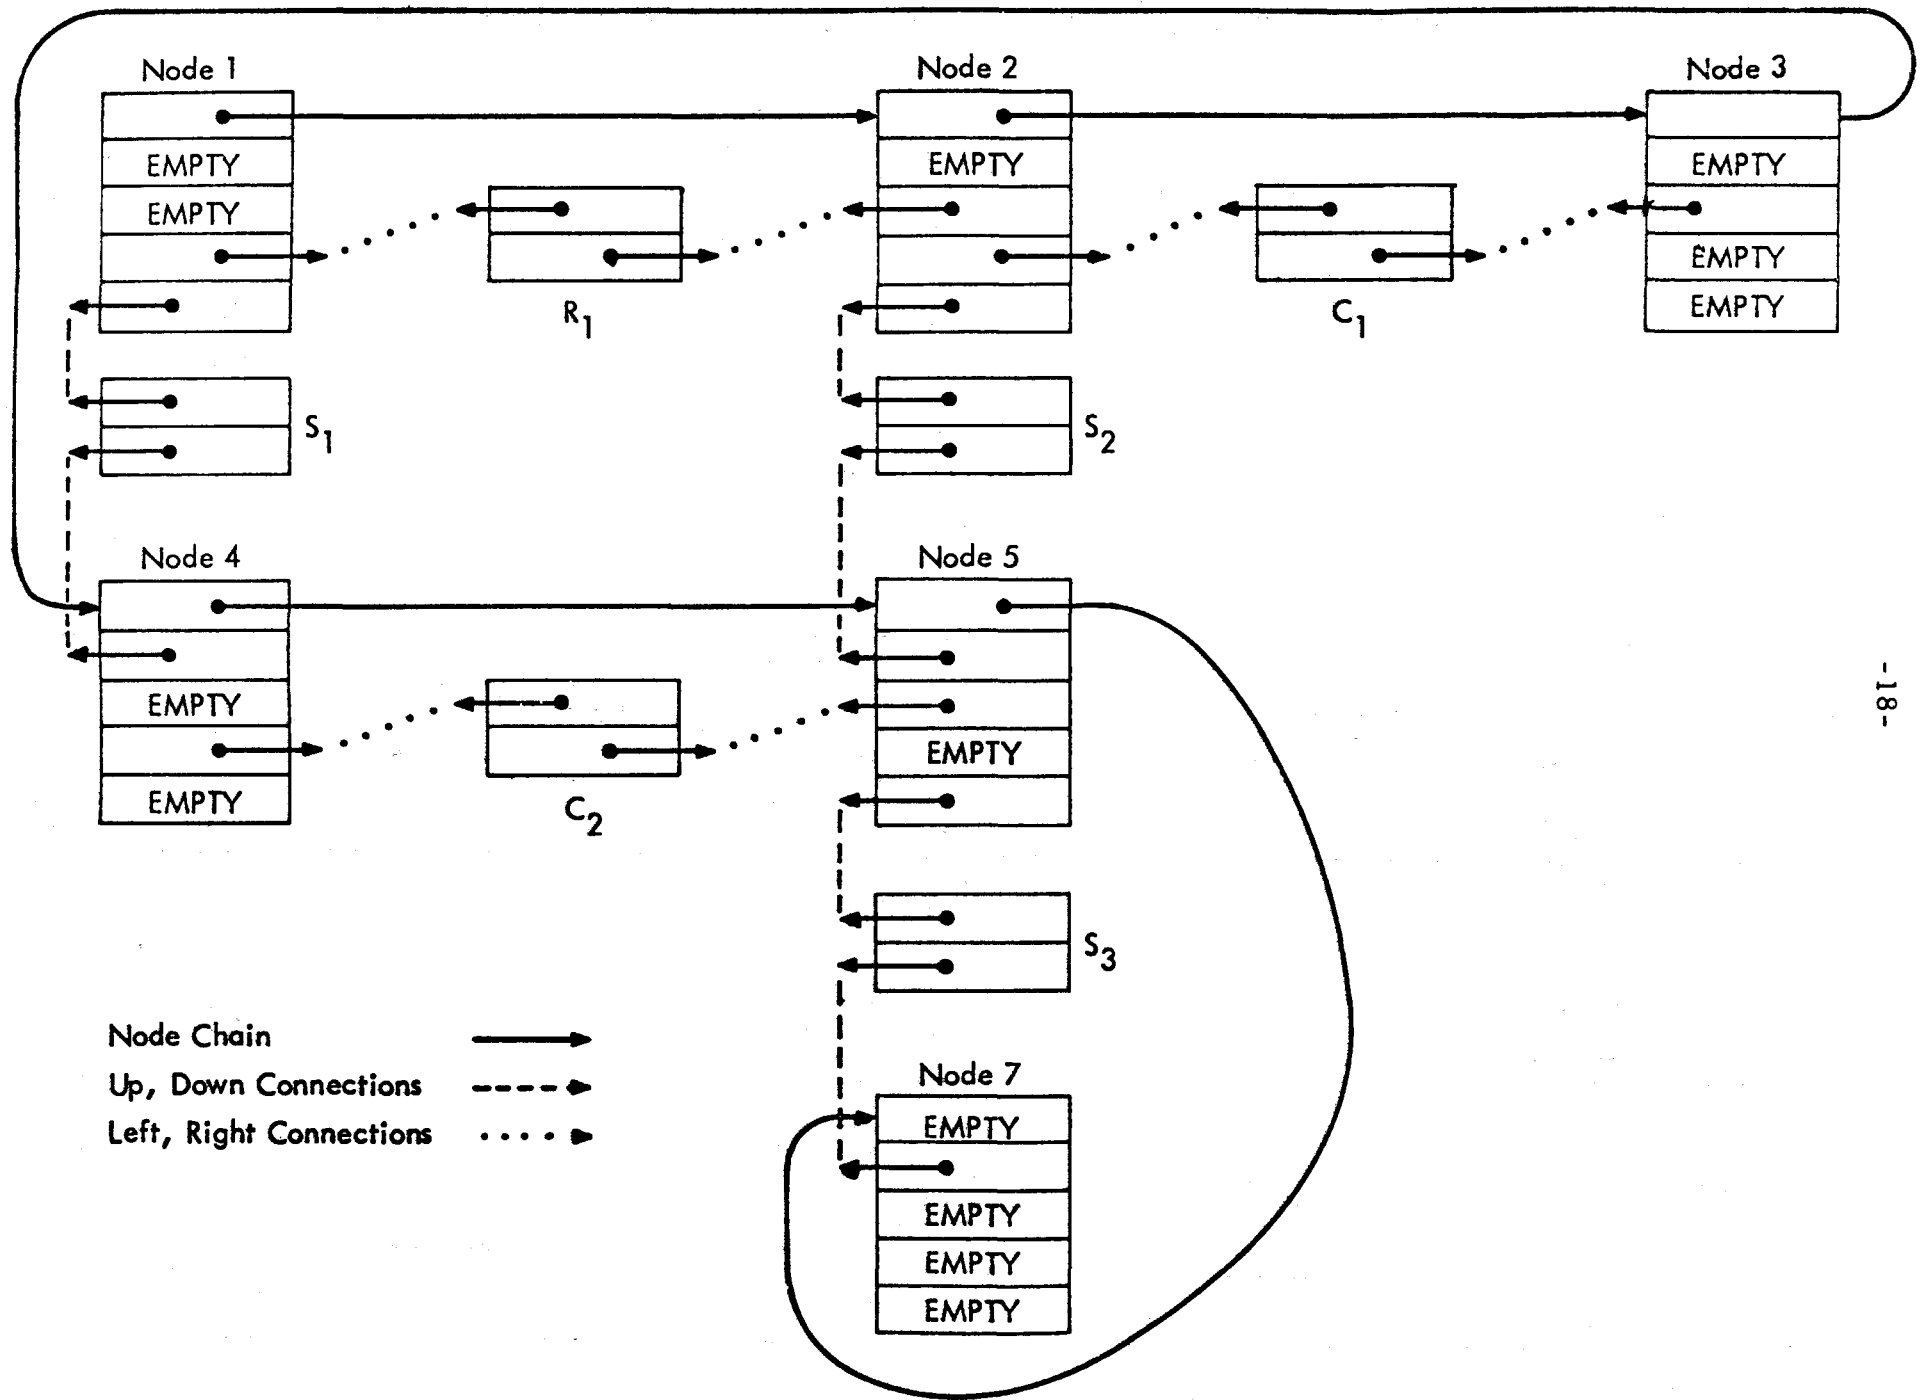 Node 1
Node 2
Node 3
EMPTY
EMPTY
EMPTY
EMPTY
EMPTY
EMPTY
R1
C1
S1
S2
Node 4
Node 5
EMPTY
EMPTY
EMPTY
C2
S3
Node Chain
Up, Down Connections
Left, Right Connections
Node 7
EMPTY
EMPTY
EMPTY
EMPTY
-18-